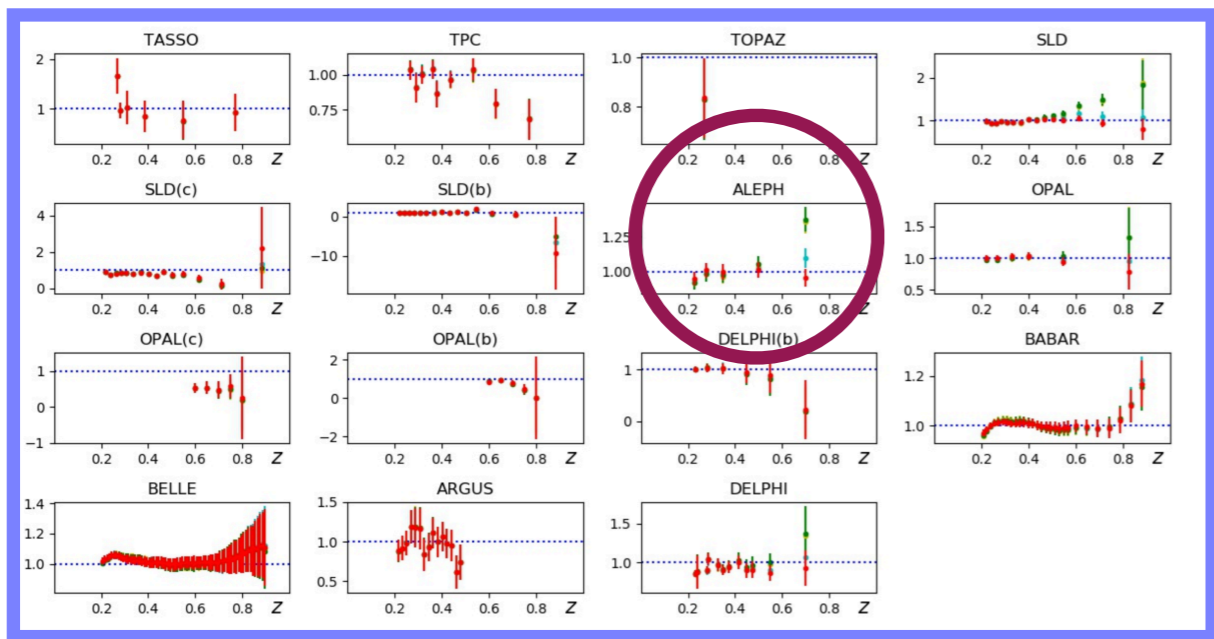 TASSO
2
1
0.2 0.4 0.6 0.8 Z
TPC
1.00
0.75
0.2 0.4 0.6 0.8 Z
TOPAZ
1.0
0.8
0.2 0.4 0.6 0.8 Z
SLD
2
1
0.2 0.4 0.6 0.8 Z
SLD(c)
4
2
0
0.2 0.4 0.6 0.8 Z
SLD(b)
0
−10
0.2 0.4 0.6 0.8 Z
ALEPH
1.25
1.00
0.2 0.4 0.6 0.8 Z
OPAL
1.5
1.0
0.5
0.2 0.4 0.6 0.8 Z
OPAL(c)
1
0
−1
0.2 0.4 0.6 0.8 Z
OPAL(b)
2
0
−2
0.2 0.4 0.6 0.8 Z
DELPHI(b)
1
0
0.2 0.4 0.6 0.8 Z
BABAR
1.2
1.0
0.2 0.4 0.6 0.8 Z
BELLE
1.4
1.2
1.0
0.2 0.4 0.6 0.8 Z
ARGUS
1.5
1.0
0.5
0.2 0.4 0.6 0.8 Z
DELPHI
1.5
1.0
0.2 0.4 0.6 0.8 Z